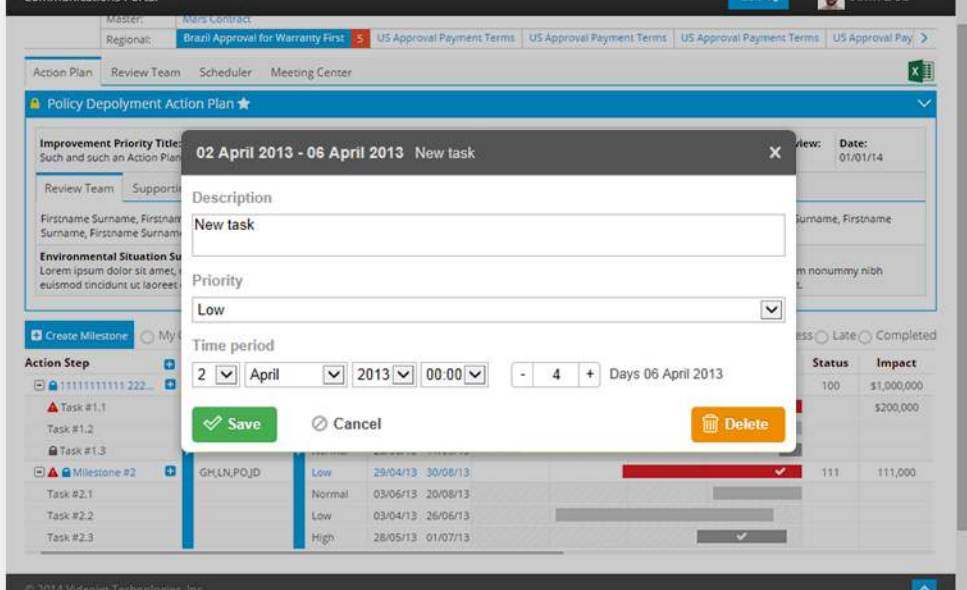 Master: Mars Contract
Regional: Brazil Approval for Warranty First 5 US Approval Payment Terms US Approval Payment Terms US Approval Payment Terms US Approval Pay
Action Plan Review Team Scheduler Meeting Center
Policy Depolyment Action Plan
Improvement Priority Title: view: Date:
Such and such an Action Plan 01/01/14
02 April 2013 - 06 April 2013 New task
Review Team
Description
New task
Firstname Surname, Surname, Firstname
Surname, Firstname
Environmental Situation
Lorem ipsum dolor sit amet, m nonummy nibh
euismod tincidunt ut laoreet
Priority
Low
Create Milestone My Late Completed
Time period
Action Step Status Impact
2 April 2013 00:00 - 4 + Days 06 April 2013
11111111111 222... 100 $1,000,000
Task #1.1 $200,000
Save Cancel Delete
Task #1.2
Task #1.3
Milestone #2 GH,LN,PO,JD Low 29/04/13 30/08/13 111 111,000
Task #2.1 Normal 03/06/13 20/08/13
Task #2.2 Low 03/04/13 26/06/13
Task #2.3 High 28/05/13 01/07/13